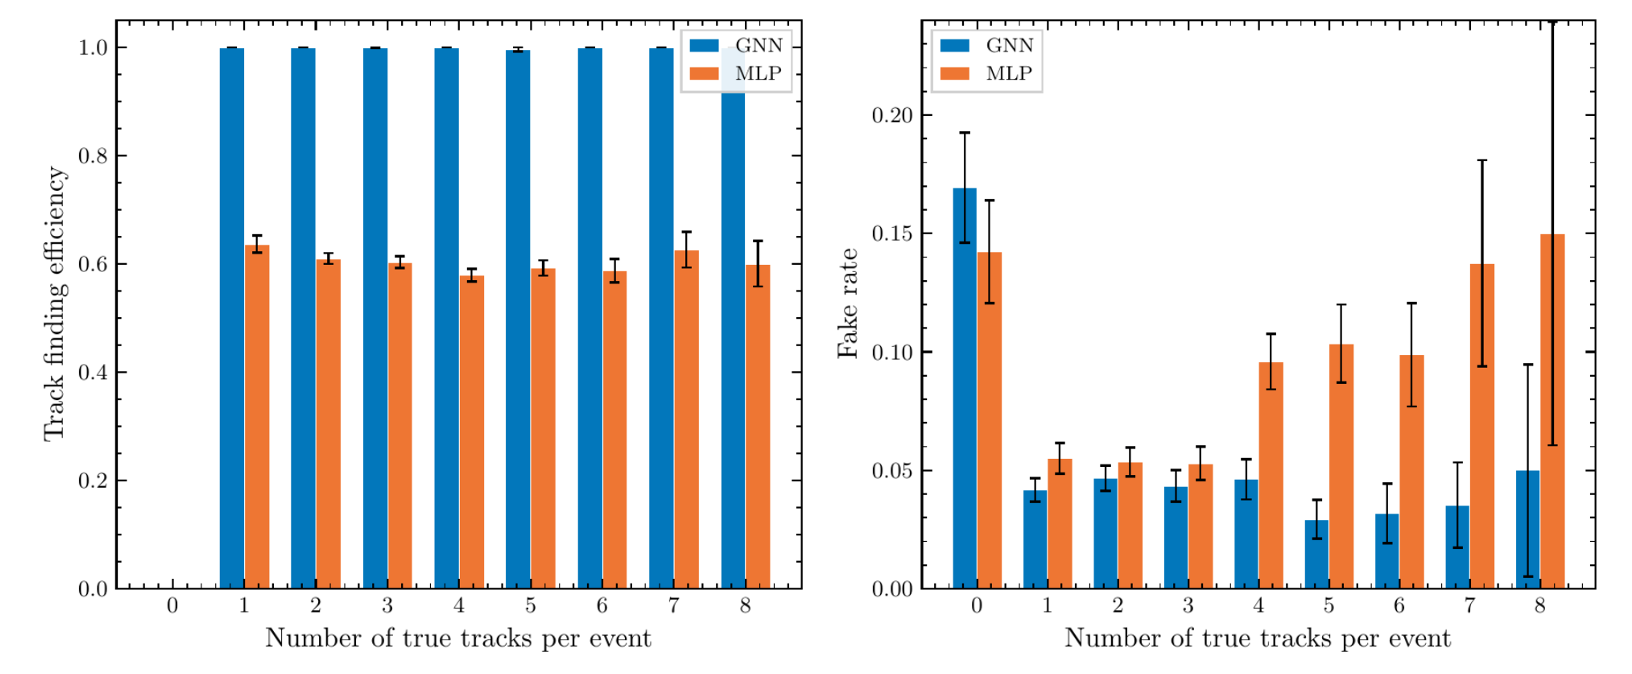 1.0
0.8
0.6
0.4
0.2
0.0
Track finding efficiency
GNN
MLP
0 1 2 3 4 5 6 7 8
Number of true tracks per event
0.20
0.15
0.10
0.05
0.00
Fake rate
GNN
MLP
0 1 2 3 4 5 6 7 8
Number of true tracks per event